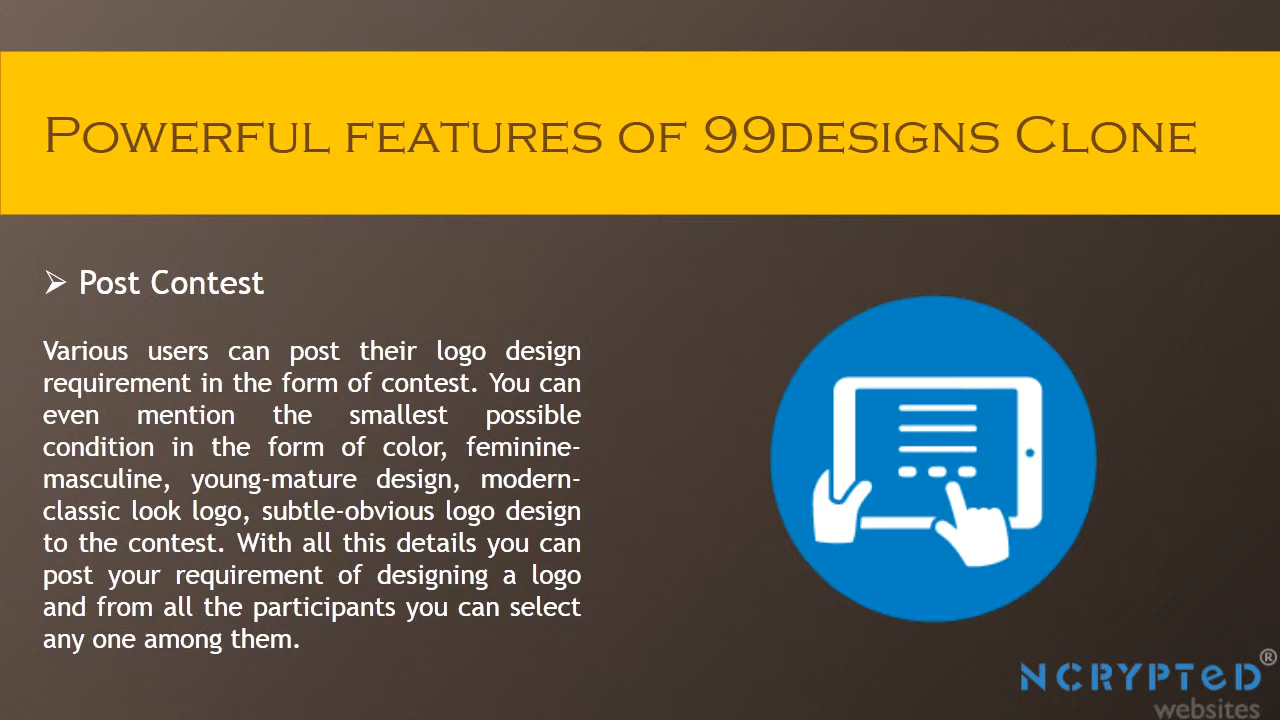 Powerful features of 99designs Clone
➢ Post Contest
Various users can post their logo design
requirement in the form of contest. You can
even mention the smallest possible
condition in the form of color, feminine-
masculine, young-mature design, modern-
classic look logo, subtle-obvious logo design
to the contest. With all this details you can
post your requirement of designing a logo
and from all the participants you can select
any one among them.
NCRYPTeD®
websites